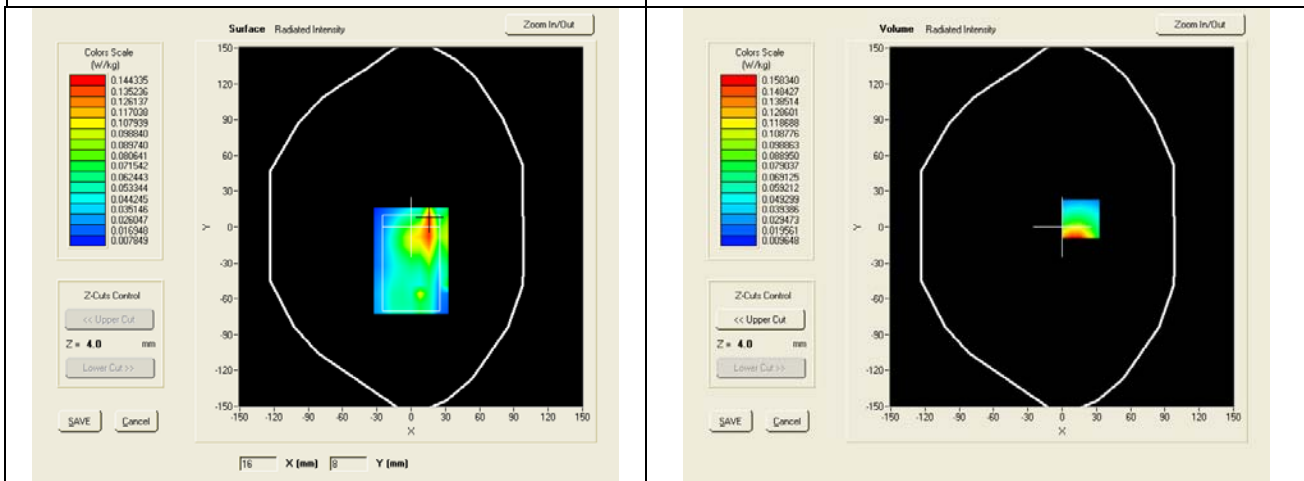 Surface Radiated Intensity
Zoom In/Out
Colors Scale
(W/kg)
0.144335
0.135236
0.126137
0.117038
0.107939
0.098840
0.089740
0.080641
0.071542
0.062443
0.053344
0.044245
0.035146
0.026047
0.016948
0.007849
Z-Cuts Control
<< Upper Cut
Z = 4.0 mm
Lower Cut >>
SAVE Cancel
150
120
90
60
30
0
-30
-60
-90
-120
-150
Y
-150 -120 -90 -60 -30 0 30 60 90 120 150
X
16 X (mm) 8 Y (mm)
Volume Radiated Intensity
Zoom In/Out
Colors Scale
(W/kg)
0.158340
0.148427
0.138514
0.128601
0.118688
0.108776
0.098863
0.088950
0.079037
0.069125
0.059212
0.049299
0.039386
0.029473
0.019561
0.009648
Z-Cuts Control
<< Upper Cut
Z = 4.0 mm
Lower Cut >>
SAVE Cancel
150
120
90
60
30
0
-30
-60
-90
-120
-150
Y
-150 -120 -90 -60 -30 0 30 60 90 120 150
X